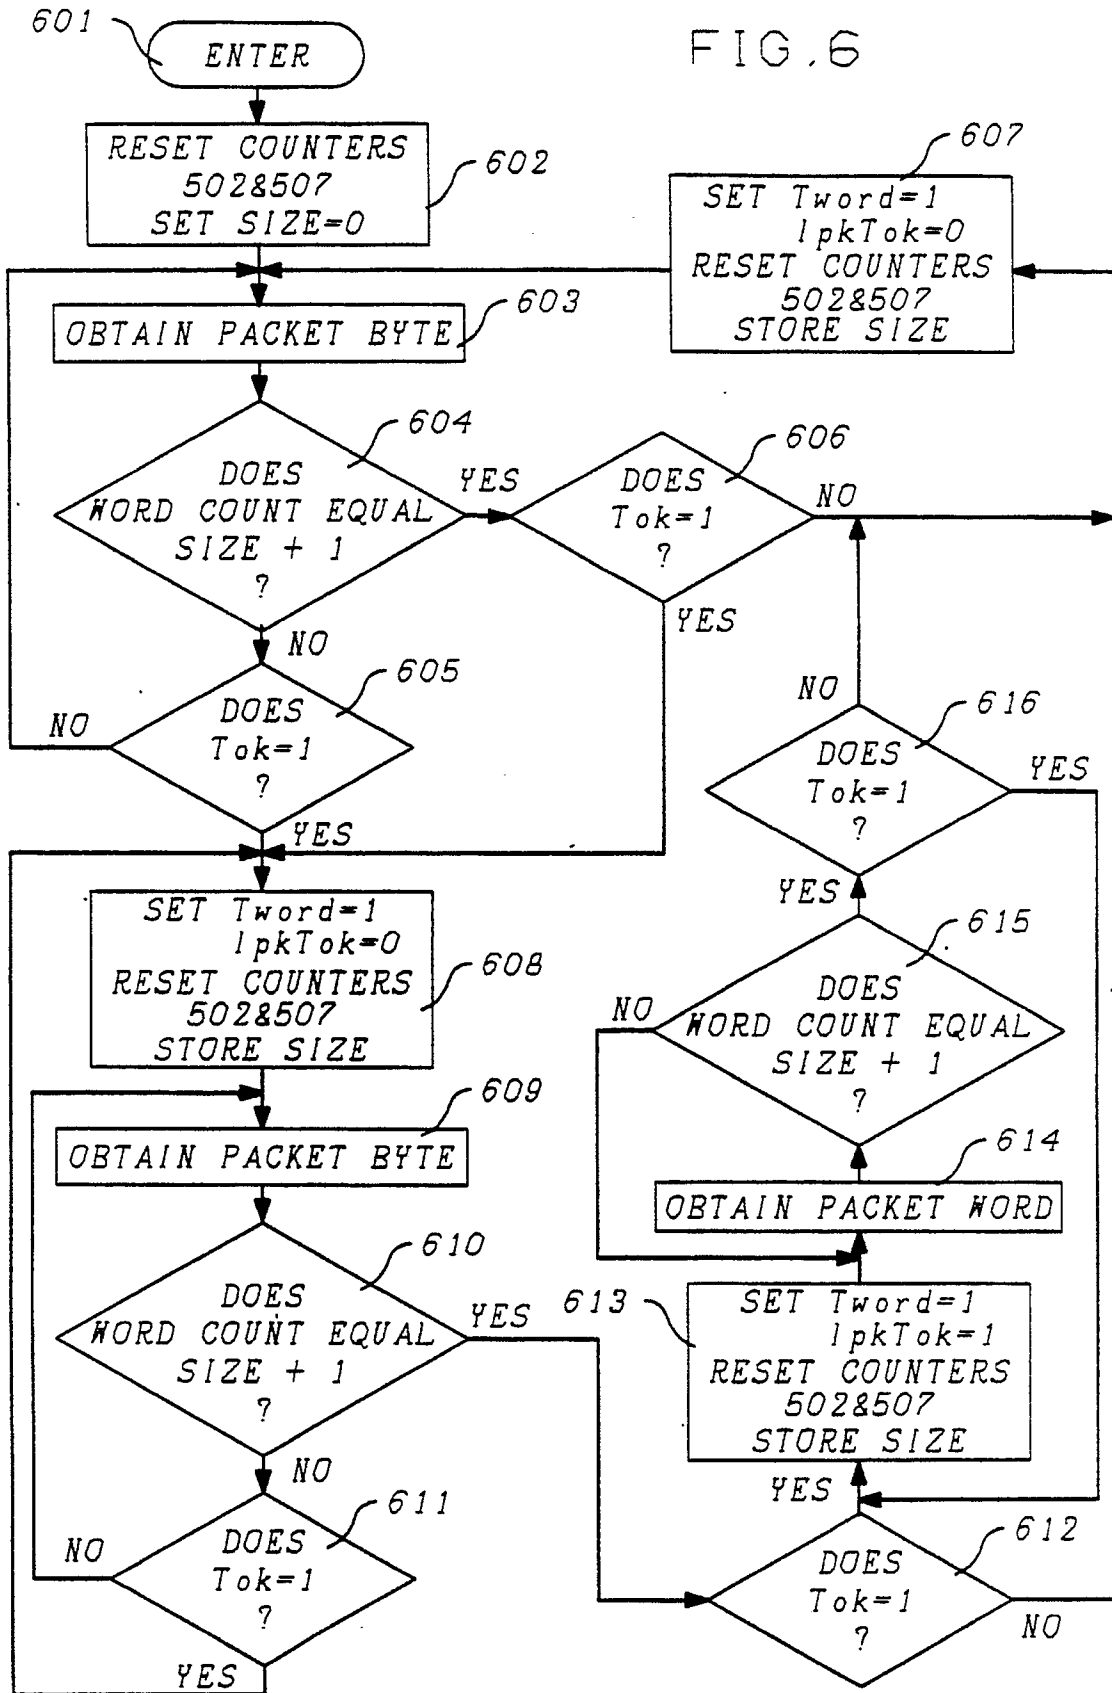 FIG.6
601
ENTER
RESET COUNTERS
502&507
SET SIZE=0
602
607
SET Tword=1
lpkTok=0
RESET COUNTERS
502&507
STORE SIZE
603
OBTAIN PACKET BYTE
604
DOES
WORD COUNT EQUAL
SIZE + 1
?
YES
606
DOES
Tok=1
?
NO
YES
NO
605
DOES
Tok=1
?
NO
YES
SET Tword=1
lpkTok=0
RESET COUNTERS
502&507
STORE SIZE
608
609
OBTAIN PACKET BYTE
610
DOES
WORD COUNT EQUAL
SIZE + 1
?
YES
NO
611
DOES
Tok=1
?
NO
YES
NO
616
DOES
Tok=1
?
YES
YES
615
DOES
WORD COUNT EQUAL
SIZE + 1
?
NO
614
OBTAIN PACKET WORD
613
SET Tword=1
lpkTok=1
RESET COUNTERS
502&507
STORE SIZE
YES
612
DOES
Tok=1
?
NO